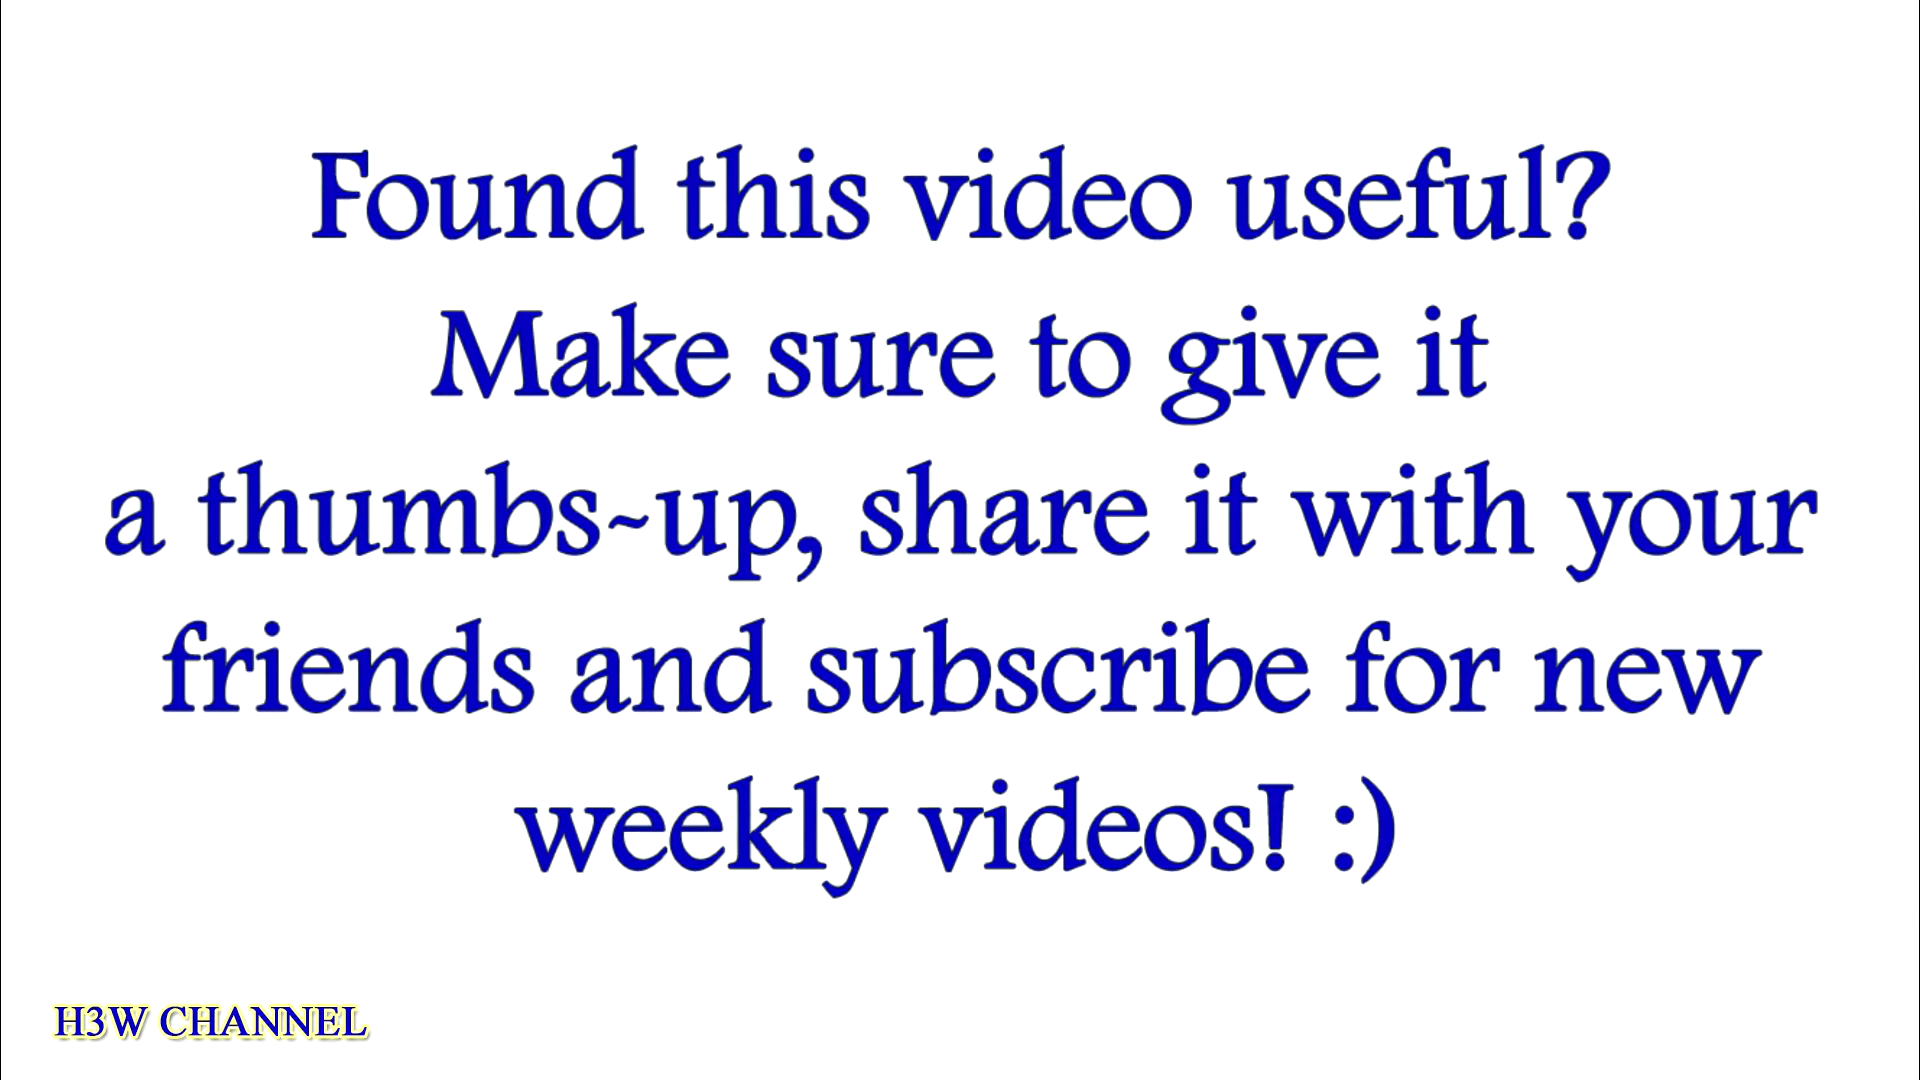 Found this video useful?
Make sure to give it
a thumbs-up, share it with your
friends and subscribe for new
weekly videos! :)
H3W CHANNEL